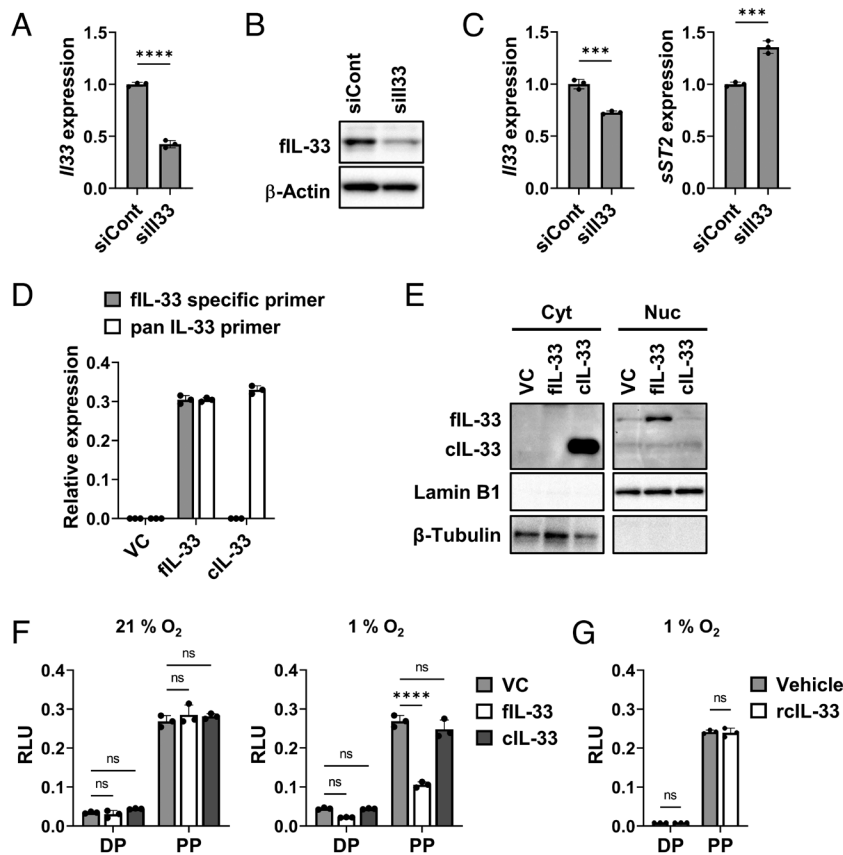 A
****
Il33 expression
1.5
1.0
0.5
0.0
siCont
siIl33
B
siCont
siIl33
fIL-33
β-Actin
C
***
Il33 expression
1.5
1.0
0.5
0.0
siCont
siIl33
***
sST2 expression
1.5
1.0
0.5
0.0
siCont
siIl33
D
fIL-33 specific primer
pan IL-33 primer
Relative expression
0.4
0.3
0.2
0.1
0.0
VC
fIL-33
cIL-33
E
Cyt
Nuc
VC
fIL-33
cIL-33
VC
fIL-33
cIL-33
fIL-33
cIL-33
Lamin B1
β-Tubulin
F
21 % O₂
RLU
0.4
0.3
0.2
0.1
0.0
ns
ns
ns
ns
DP
PP
1 % O₂
RLU
0.4
0.3
0.2
0.1
0.0
ns
****
ns
ns
DP
PP
VC
fIL-33
cIL-33
G
1 % O₂
RLU
0.4
0.3
0.2
0.1
0.0
ns
ns
DP
PP
Vehicle
rcIL-33